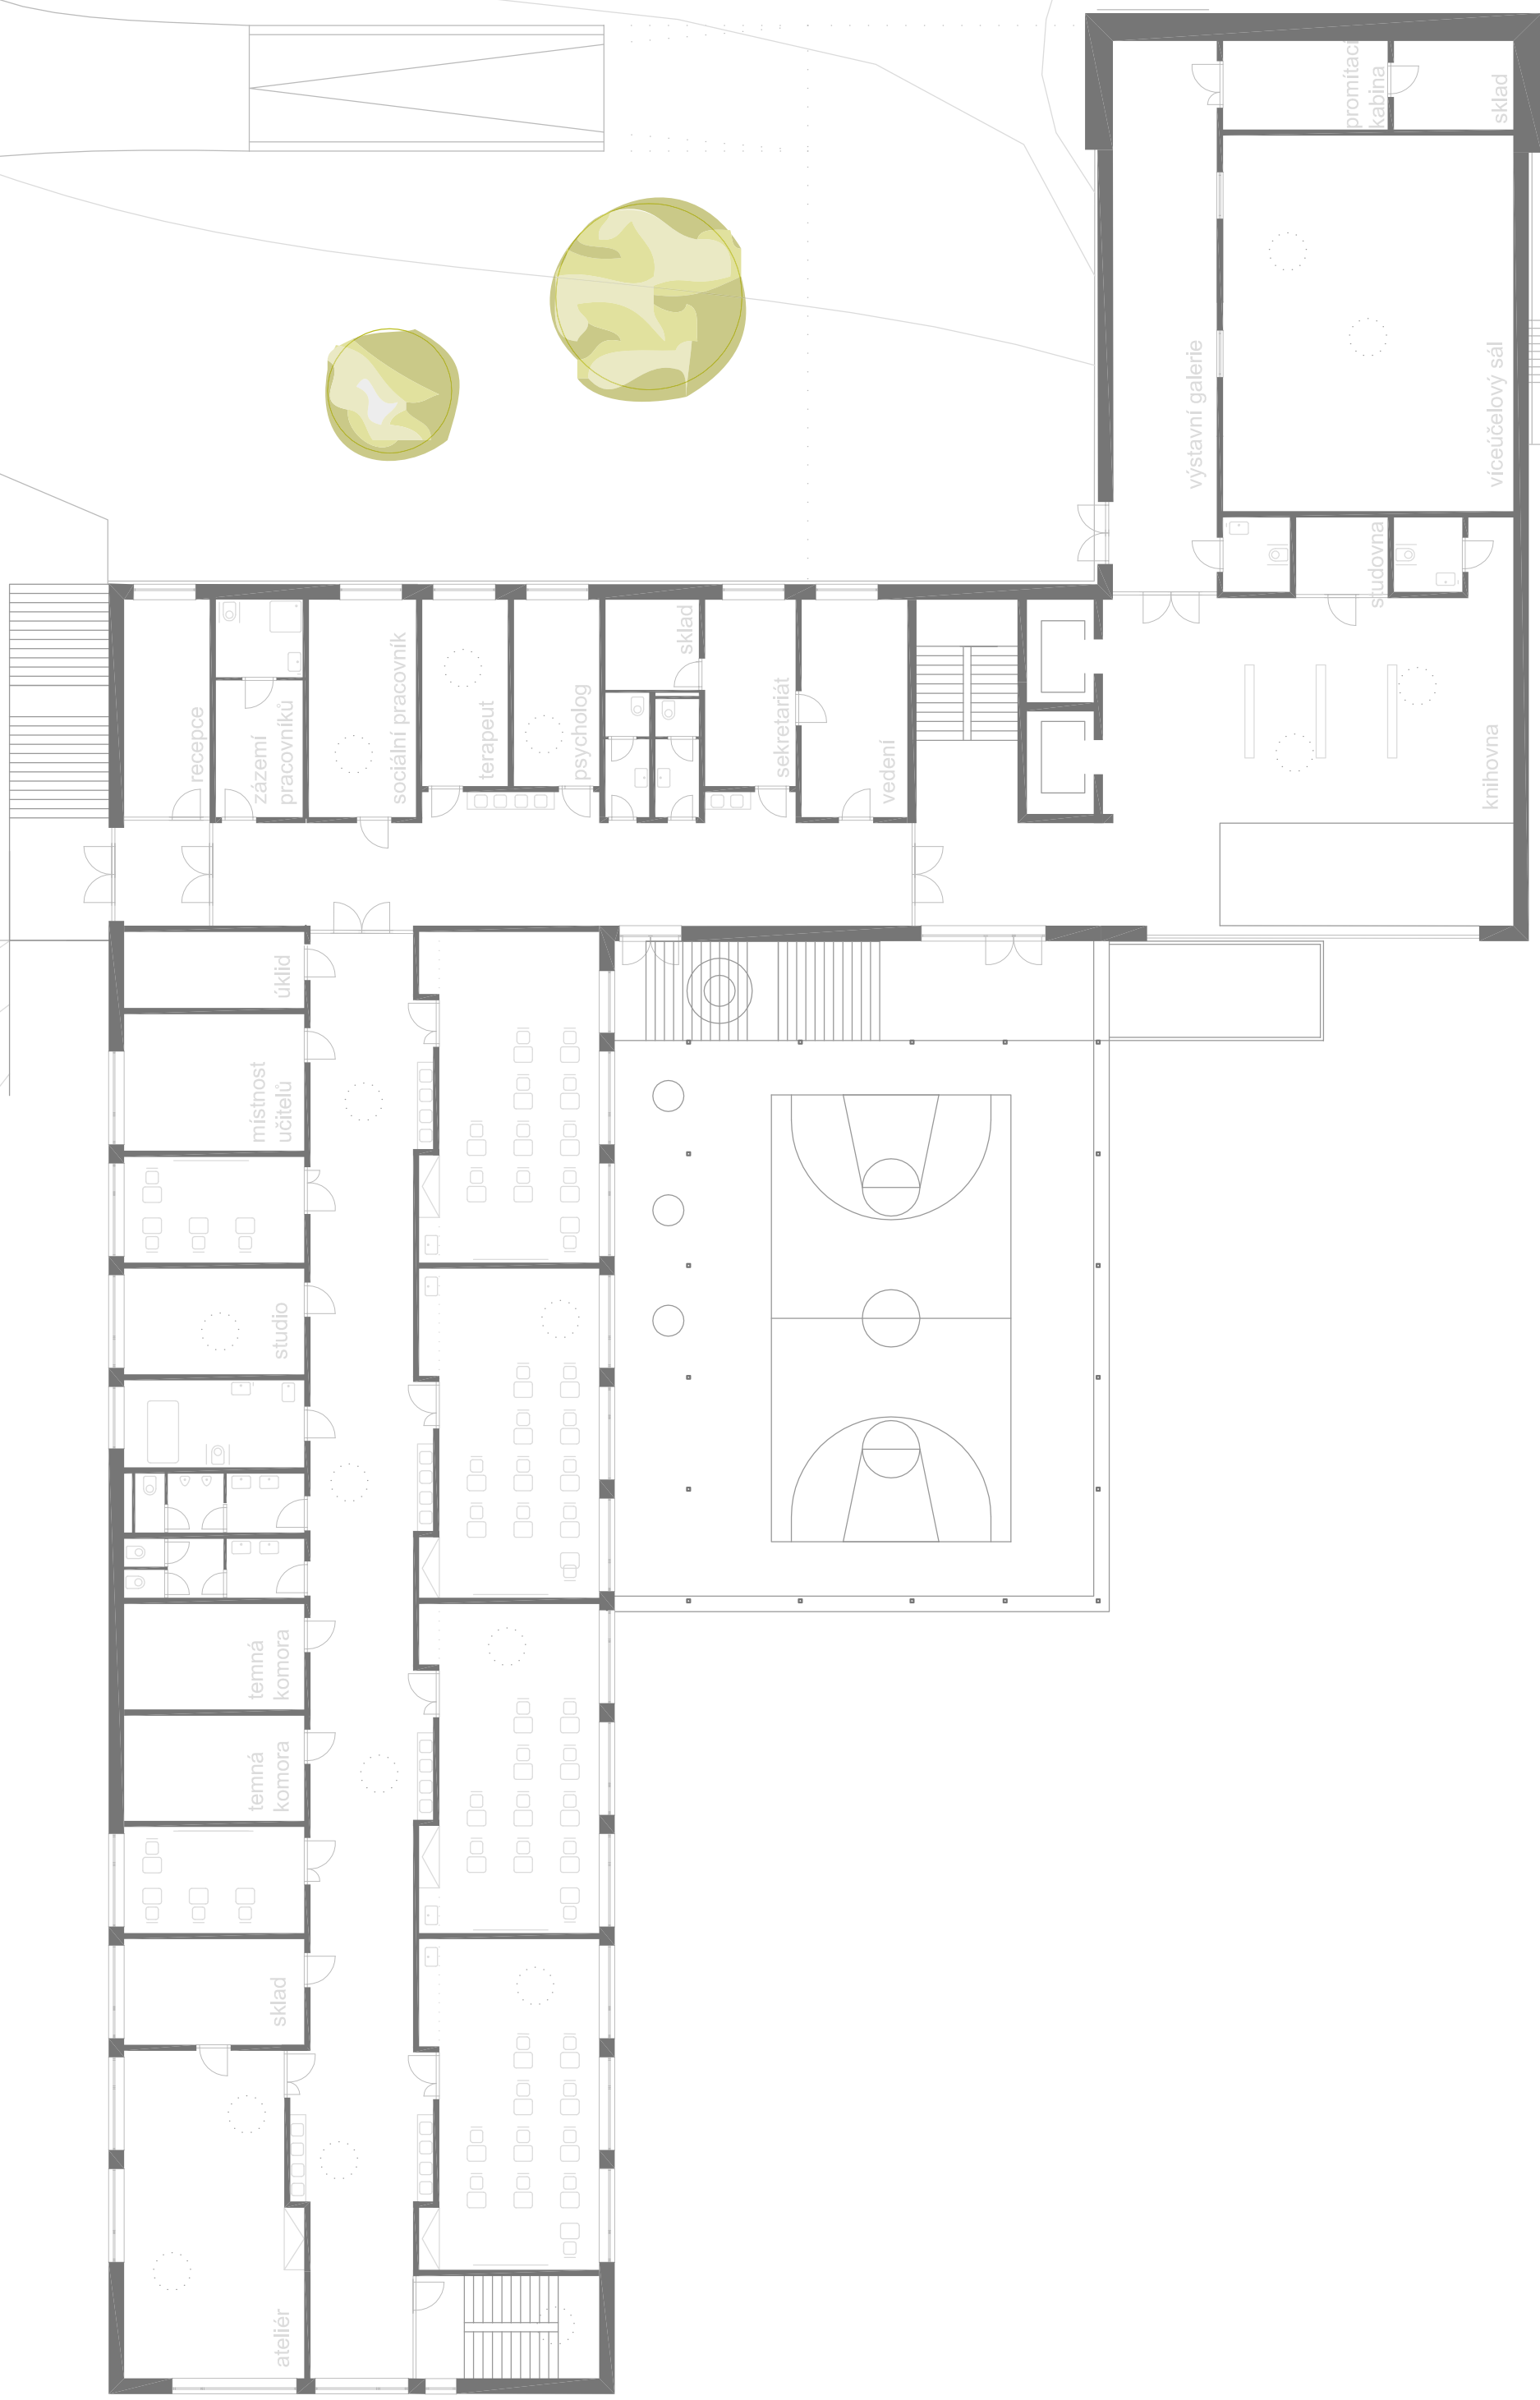 promítací
kabina
sklad
výstavní galerie
víceúčelový sál
studovna
recepce
zázemí
pracovníků
sociální pracovník
terapeut
psycholog
sklad
sekretariát
vedení
knihovna
úklid
místnost
učitelů
studio
temná
komora
temná
komora
sklad
ateliér